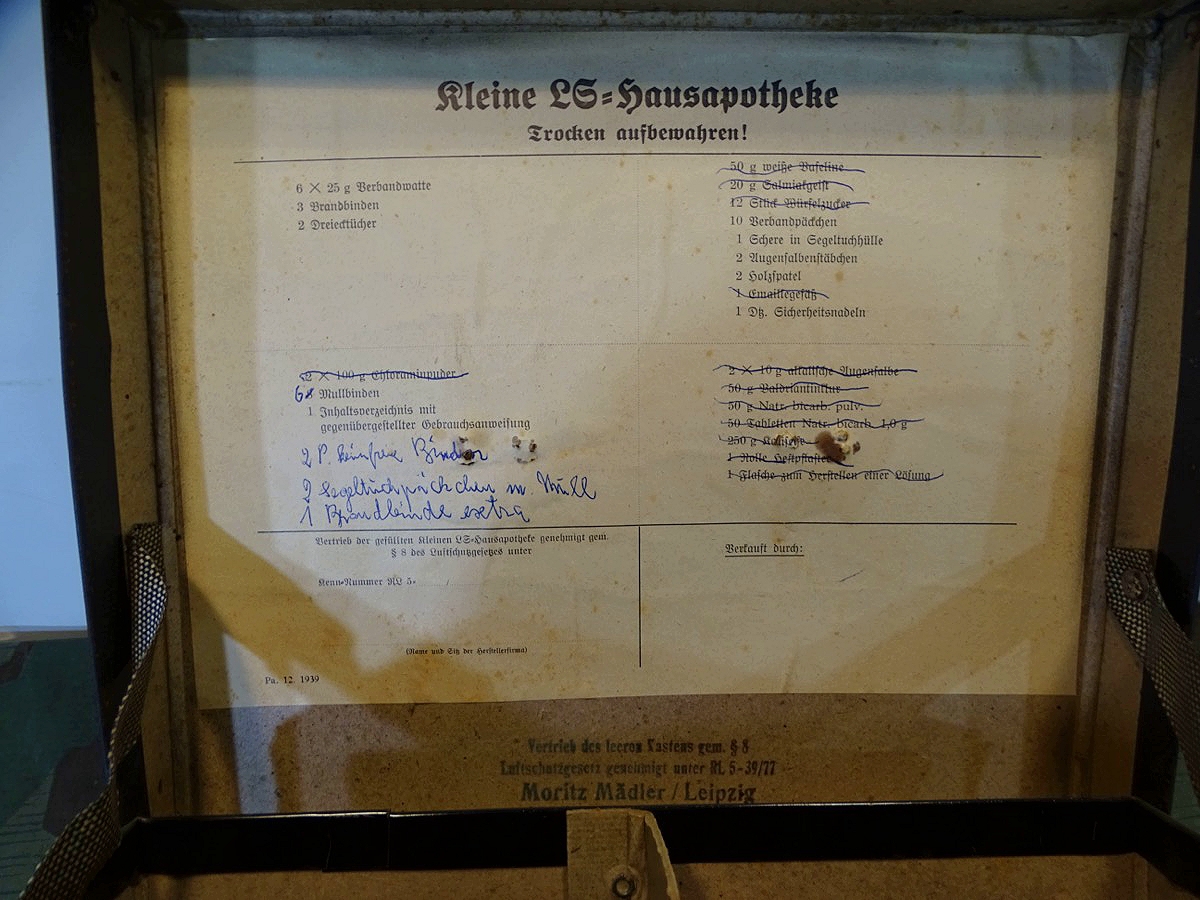 Kleine LS-Hausapotheke
Trocken aufbewahren!
6 × 25 g Verbandwatte
3 Brandbinden
2 Dreiecktücher
50 g weiße Vaseline
20 g Salmiakgeist
12 Stück Würfelzucker
10 Verbandpäckchen
1 Schere in Segeltuchhülle
2 Augensalbenstäbchen
2 Holzspatel
1 Emaillegefäß
1 Dtz. Sicherheitsnadeln
2 × 100 g Chloraminpuder
6 Mullbinden
1 Inhaltsverzeichnis mit
gegenübergestellter Gebrauchsanweisung
2 P. keimfreie Binden
2 Segeltuchpäckchen m. Mull
1 Brandbinde extra
2 × 10 g alkalische Augensalbe
50 g Baldriantinktur
50 g Natr. bicarb. pulv.
50 Tabletten Natr. bicarb. 1,0 g
250 g Kaliseife
1 Rolle Heftpflaster
1 Flasche zum Herstellen einer Lösung
Vertrieb der gefüllten Kleinen LS-Hausapotheke genehmigt gem.
§ 8 des Luftschutzgesetzes unter
Kenn-Nummer RL 5-
(Name und Sitz der Herstellerfirma)
Pa. 12. 1939
Verkauft durch:
Vertrieb des leeren Kastens gem. § 8
Luftschutzgesetz genehmigt unter RL 5-39/77
Moritz Mädler / Leipzig